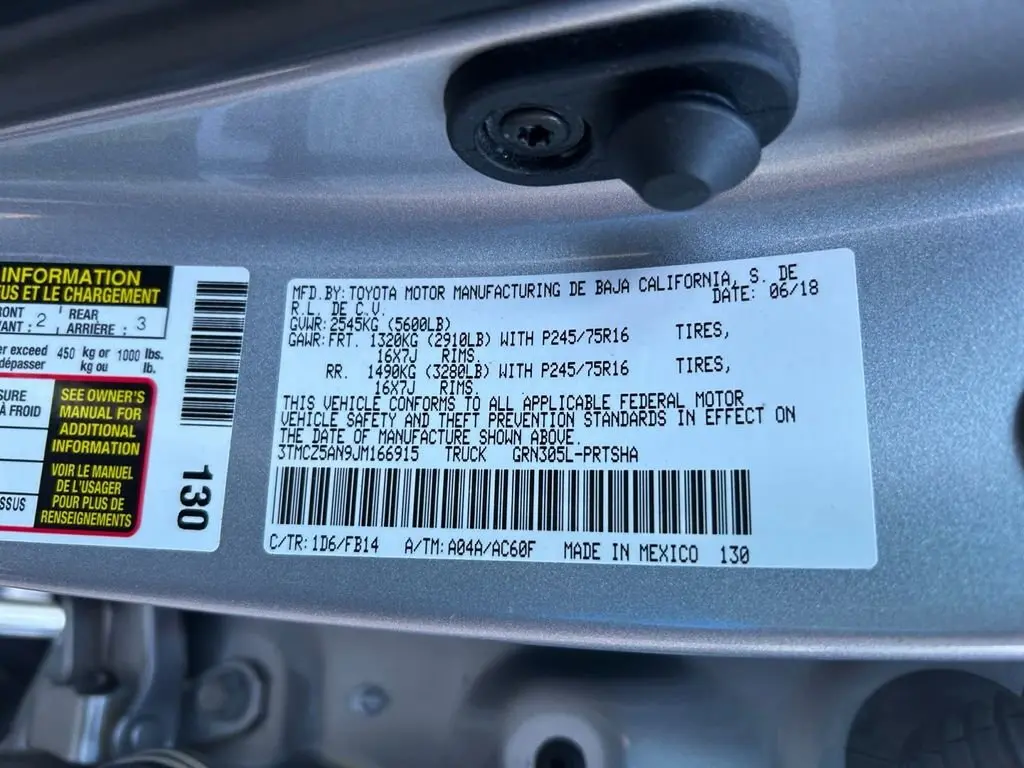 INFORMATION
US ET LE CHARGEMENT
RONT
VANT : 2
REAR
ARRIÈRE : 3
er exceed 450 kg or 1000 lbs.
dépasser kg ou lb.
SURE
À FROID
SEE OWNER'S
MANUAL FOR
ADDITIONAL
INFORMATION
VOIR LE MANUEL
DE L'USAGER
POUR PLUS DE
RENSEIGNEMENTS
SSUS
130
MFD.BY: TOYOTA MOTOR MANUFACTURING DE BAJA CALIFORNIA, S. DE
R.L. DE C.V. DATE: 06/18
GVWR: 2545KG (5600LB)
GAWR: FRT. 1320KG (2910LB) WITH P245/75R16 TIRES,
16X7J RIMS.
RR. 1490KG (3280LB) WITH P245/75R16 TIRES,
16X7J RIMS.
THIS VEHICLE CONFORMS TO ALL APPLICABLE FEDERAL MOTOR
VEHICLE SAFETY AND THEFT PREVENTION STANDARDS IN EFFECT ON
THE DATE OF MANUFACTURE SHOWN ABOVE.
3TMCZ5AN9JM166915 TRUCK GRN305L-PRTSHA
C/TR: 1D6/FB14 A/TM: A04A/AC60F MADE IN MEXICO 130